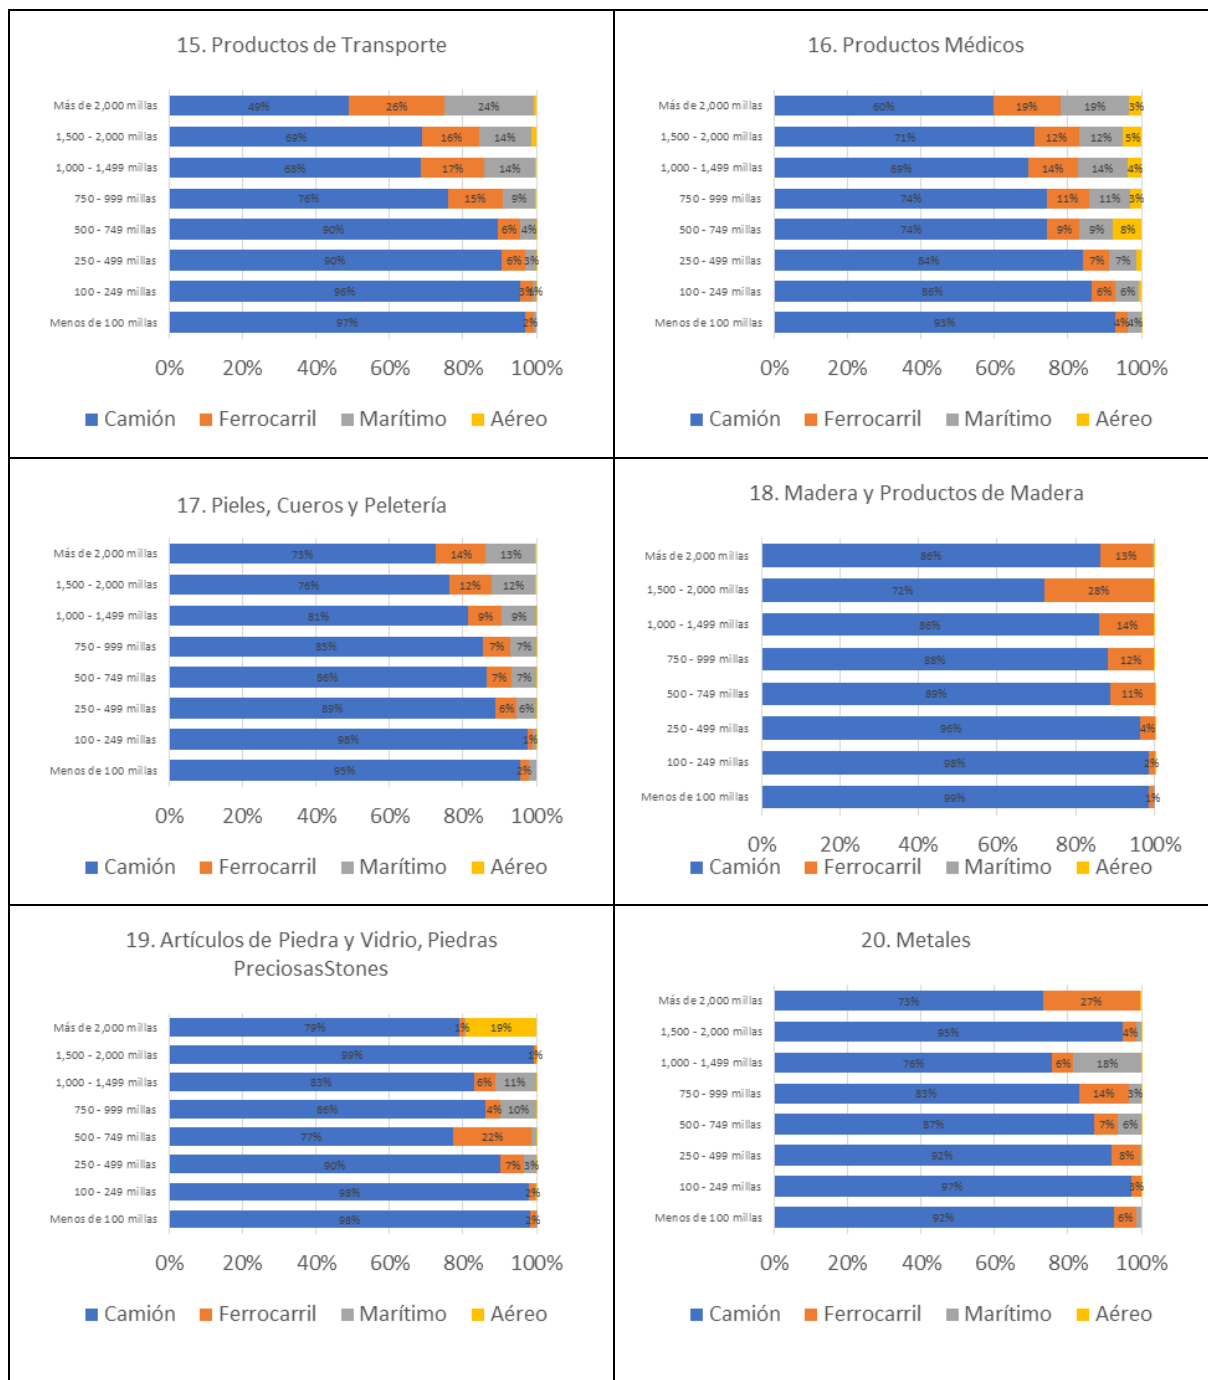 15. Productos de Transporte
Más de 2,000 millas 49% 26% 24%
1,500 - 2,000 millas 69% 16% 14%
1,000 - 1,499 millas 68% 17% 14%
750 - 999 millas 76% 15% 9%
500 - 749 millas 90% 6% 4%
250 - 499 millas 90% 6% 3%
100 - 249 millas 96% 3% 1%
Menos de 100 millas 97% 2%
0% 20% 40% 60% 80% 100%
Camión Ferrocarril Marítimo Aéreo
16. Productos Médicos
Más de 2,000 millas 60% 19% 19% 3%
1,500 - 2,000 millas 71% 12% 12% 5%
1,000 - 1,499 millas 69% 14% 14% 4%
750 - 999 millas 74% 11% 11% 3%
500 - 749 millas 74% 9% 9% 8%
250 - 499 millas 84% 7% 7%
100 - 249 millas 86% 6% 6%
Menos de 100 millas 93% 4% 4%
0% 20% 40% 60% 80% 100%
Camión Ferrocarril Marítimo Aéreo
17. Pieles, Cueros y Peletería
Más de 2,000 millas 73% 14% 13%
1,500 - 2,000 millas 76% 12% 12%
1,000 - 1,499 millas 81% 9% 9%
750 - 999 millas 85% 7% 7%
500 - 749 millas 86% 7% 7%
250 - 499 millas 89% 6% 6%
100 - 249 millas 98% 1%
Menos de 100 millas 95% 2%
0% 20% 40% 60% 80% 100%
Camión Ferrocarril Marítimo Aéreo
18. Madera y Productos de Madera
Más de 2,000 millas 86% 13%
1,500 - 2,000 millas 72% 28%
1,000 - 1,499 millas 86% 14%
750 - 999 millas 88% 12%
500 - 749 millas 89% 11%
250 - 499 millas 96% 4%
100 - 249 millas 98% 2%
Menos de 100 millas 99% 1%
0% 20% 40% 60% 80% 100%
Camión Ferrocarril Marítimo Aéreo
19. Artículos de Piedra y Vidrio, Piedras
PreciosasStones
Más de 2,000 millas 79% 1% 19%
1,500 - 2,000 millas 99% 1%
1,000 - 1,499 millas 83% 6% 11%
750 - 999 millas 86% 4% 10%
500 - 749 millas 77% 22%
250 - 499 millas 90% 7% 3%
100 - 249 millas 98% 2%
Menos de 100 millas 98% 2%
0% 20% 40% 60% 80% 100%
Camión Ferrocarril Marítimo Aéreo
20. Metales
Más de 2,000 millas 73% 27%
1,500 - 2,000 millas 95% 4%
1,000 - 1,499 millas 76% 6% 18%
750 - 999 millas 83% 14% 3%
500 - 749 millas 87% 7% 6%
250 - 499 millas 92% 8%
100 - 249 millas 97% 3%
Menos de 100 millas 92% 6%
0% 20% 40% 60% 80% 100%
Camión Ferrocarril Marítimo Aéreo